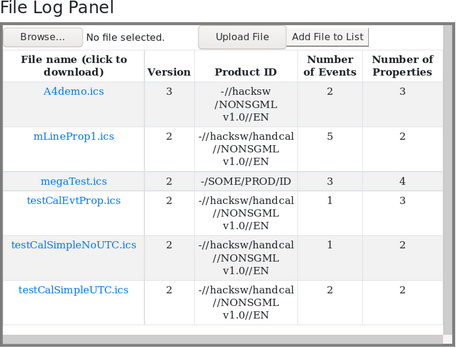 File Log Panel
Browse... No file selected. Upload File Add File to List
File name (click to download) Version Product ID Number of Events Number of Properties
A4demo.ics 3 -//hacksw /NONSGML v1.0//EN 2 3
mLineProp1.ics 2 -//hacksw/handcal //NONSGML v1.0//EN 5 2
megaTest.ics 2 -/SOME/PROD/ID 3 4
testCalEvtProp.ics 2 -//hacksw/handcal //NONSGML v1.0//EN 1 3
testCalSimpleNoUTC.ics 2 -//hacksw/handcal //NONSGML v1.0//EN 1 2
testCalSimpleUTC.ics 2 -//hacksw/handcal //NONSGML v1.0//EN 2 2